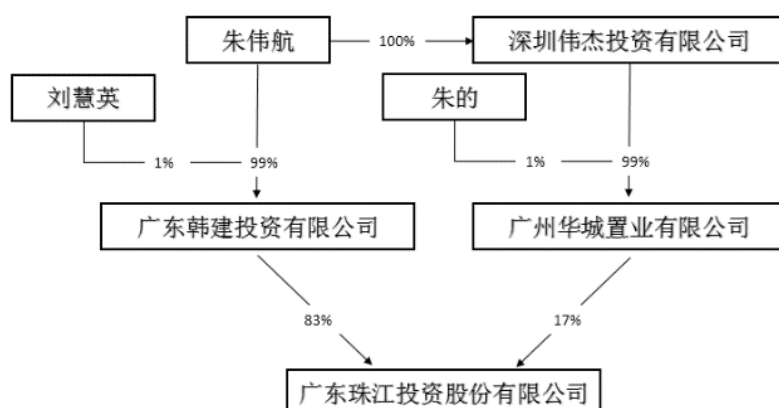 朱伟航
100%
深圳伟杰投资有限公司
刘慧英
朱的
1%
99%
1%
99%
广东韩建投资有限公司
广州华城置业有限公司
83%
17%
广东珠江投资股份有限公司